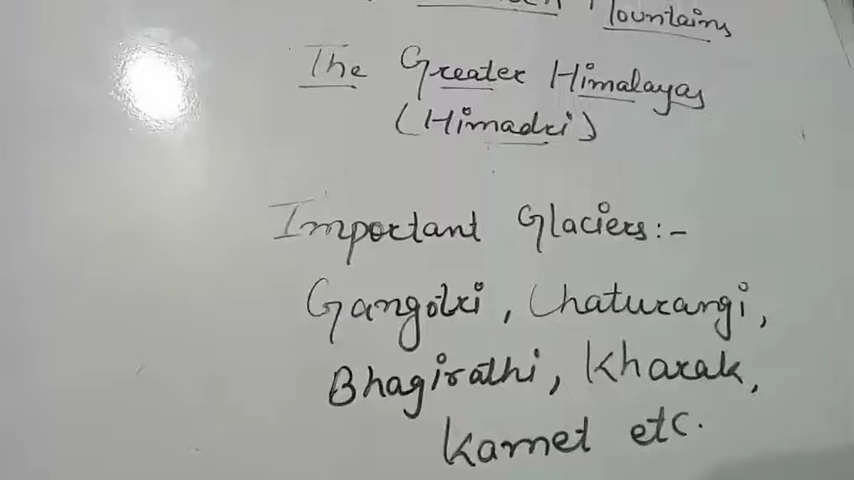 Mountains
The Greater Himalayas
(Himadri)
Important Glaciers:-
Gangotri, Chaturangi,
Bhagirathi, Kharak,
Kamet etc.